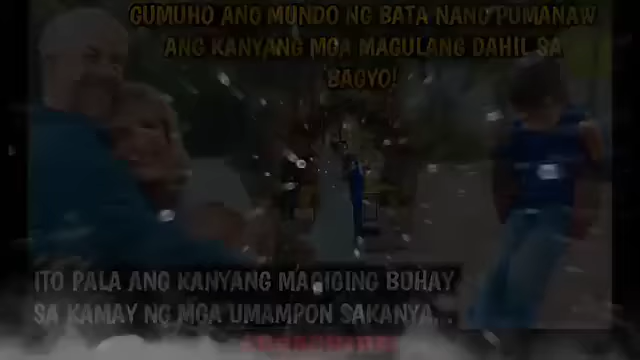 GUMUHO ANG MUNDO NG BATA NANG PUMANAW
ANG KANYANG MGA MAGULANG DAHIL SA
BAGYO!
ITO PALA ANG KANYANG MAGIGING BUHAY
SA KAMAY NG MGA UMAMPON SAKANYA. .